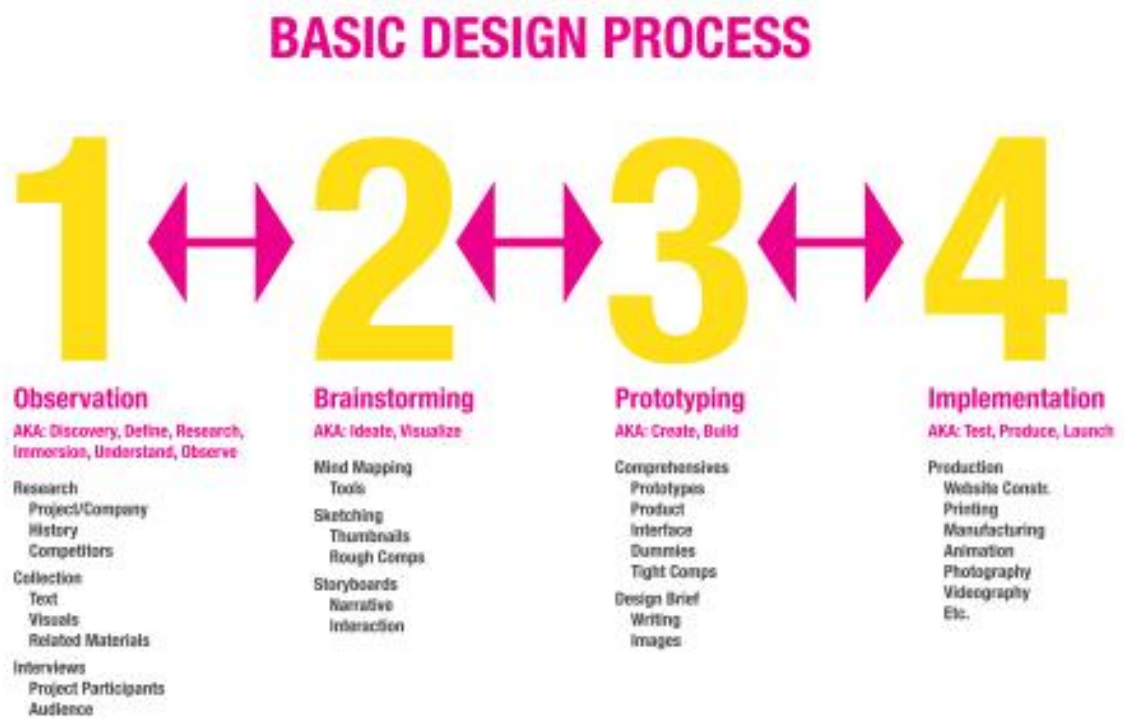 BASIC DESIGN PROCESS
1
2
3
4
Observation
AKA: Discovery, Define, Research,
Immersion, Understand, Observe
Research
Project/Company
History
Competitors
Collection
Text
Visuals
Related Materials
Interviews
Project Participants
Audience
Brainstorming
AKA: Ideate, Visualize
Mind Mapping
Tools
Sketching
Thumbnails
Rough Comps
Storyboards
Narrative
Interaction
Prototyping
AKA: Create, Build
Comprehensives
Prototypes
Product
Interface
Dummies
Tight Comps
Design Brief
Writing
Images
Implementation
AKA: Test, Produce, Launch
Production
Website Constr.
Printing
Manufacturing
Animation
Photography
Videography
Etc.